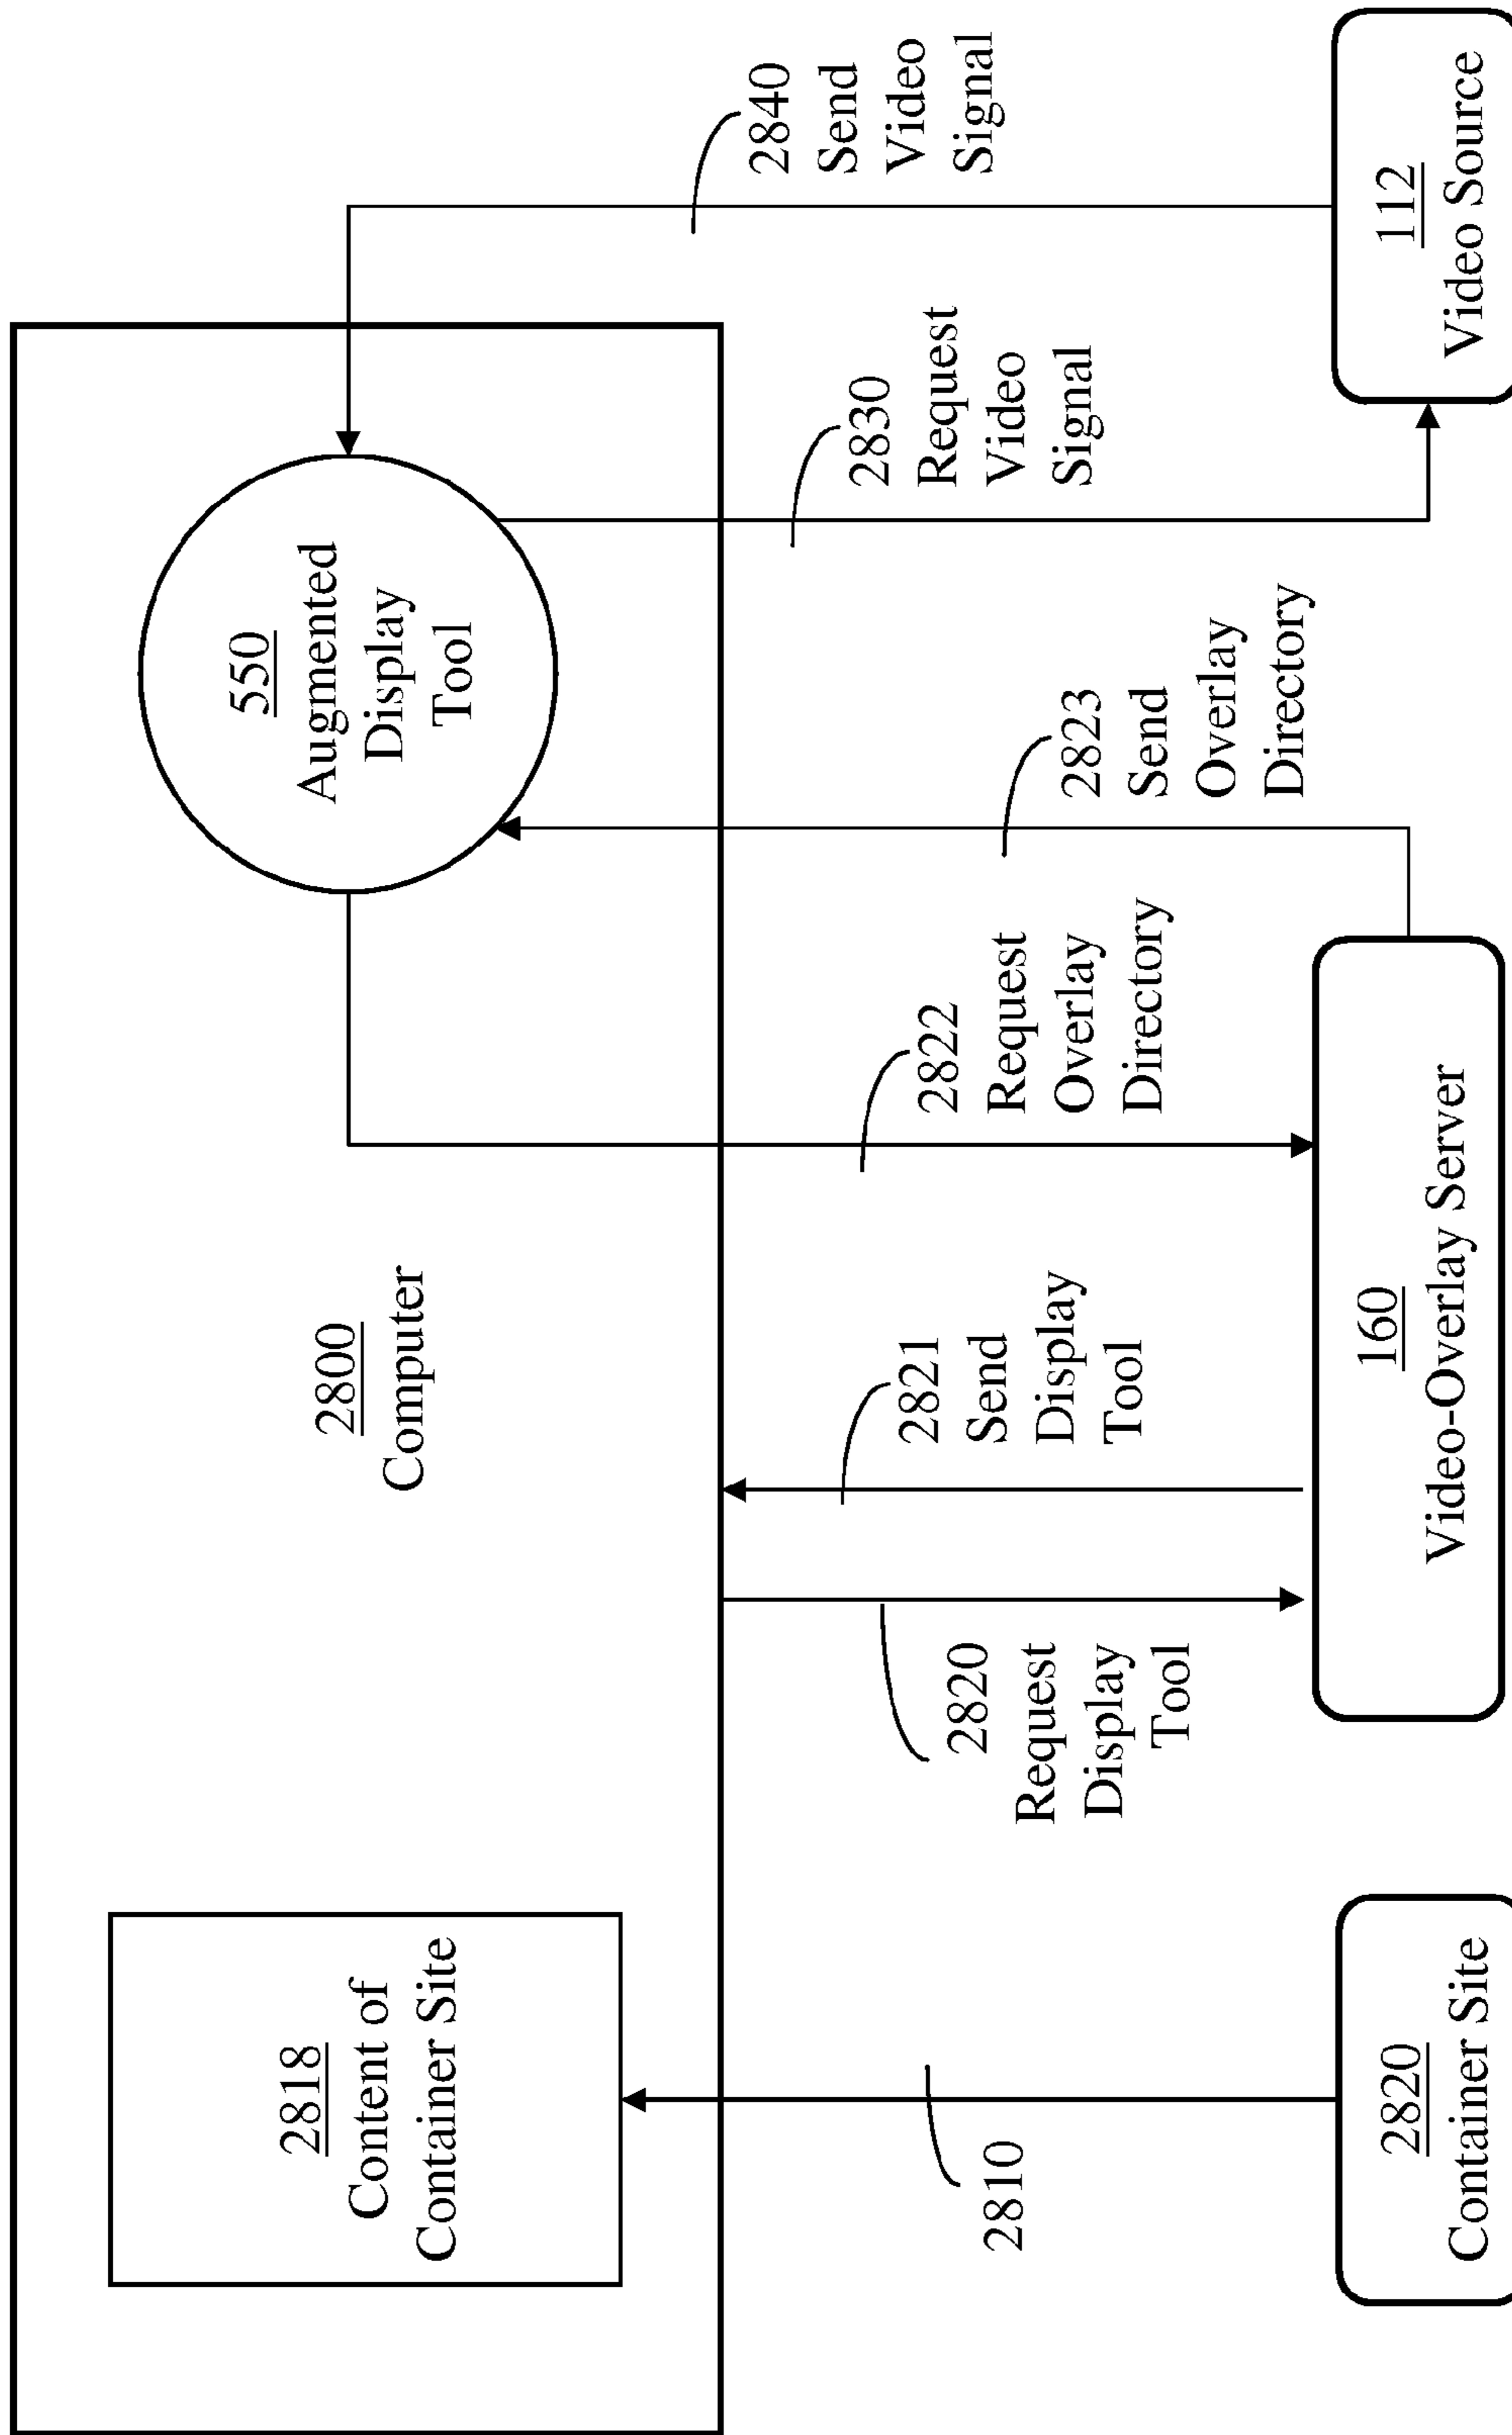 2800
Computer
2818
Content of
Container Site
550
Augmented
Display
Tool
2810
2820
Request
Display
Tool
2821
Send
Display
Tool
2822
Request
Overlay
Directory
2823
Send
Overlay
Directory
2830
Request
Video
Signal
2840
Send
Video
Signal
2820
Container Site
160
Video-Overlay Server
112
Video Source